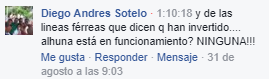 Diego Andres Sotelo · 1:10:18 y de las
lineas férreas que dicen q han invertido....
alhuna está en funcionamiento? NINGUNA!!!
Me gusta · Responder · Mensaje · 31 de
agosto a las 9:03